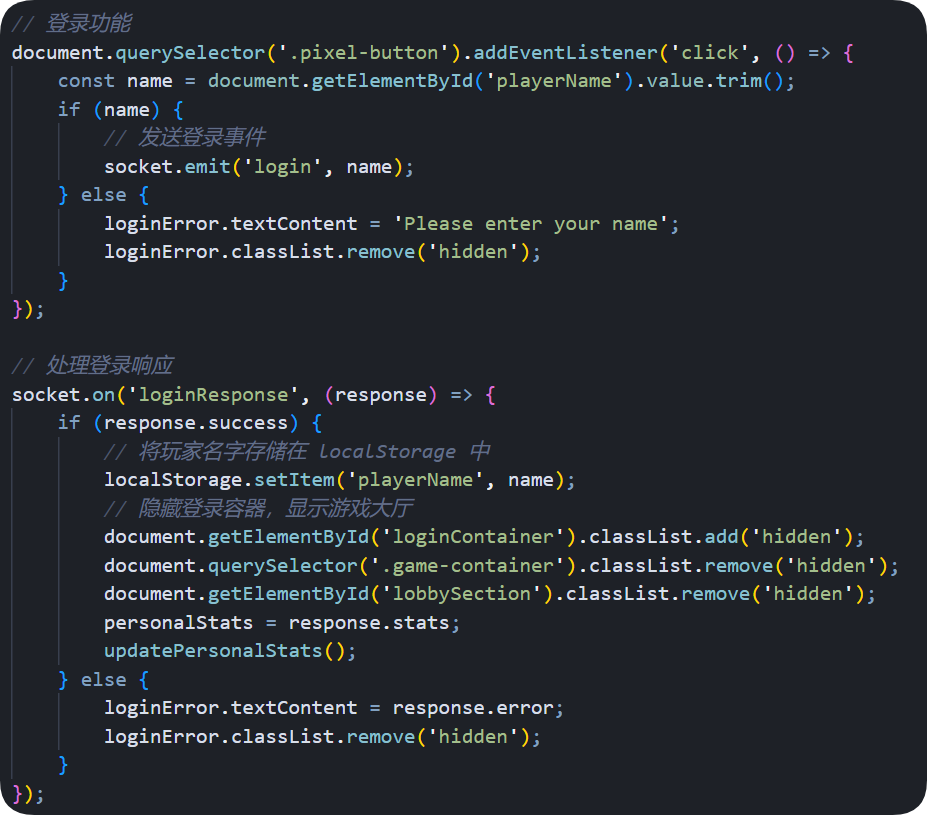 // 登录功能
document.querySelector('.pixel-button').addEventListener('click', () => {
    const name = document.getElementById('playerName').value.trim();
    if (name) {
        // 发送登录事件
        socket.emit('login', name);
    } else {
        loginError.textContent = 'Please enter your name';
        loginError.classList.remove('hidden');
    }
});

// 处理登录响应
socket.on('loginResponse', (response) => {
    if (response.success) {
        // 将玩家名字存储在 localStorage 中
        localStorage.setItem('playerName', name);
        // 隐藏登录容器，显示游戏大厅
        document.getElementById('loginContainer').classList.add('hidden');
        document.querySelector('.game-container').classList.remove('hidden');
        document.getElementById('lobbySection').classList.remove('hidden');
        personalStats = response.stats;
        updatePersonalStats();
    } else {
        loginError.textContent = response.error;
        loginError.classList.remove('hidden');
    }
});